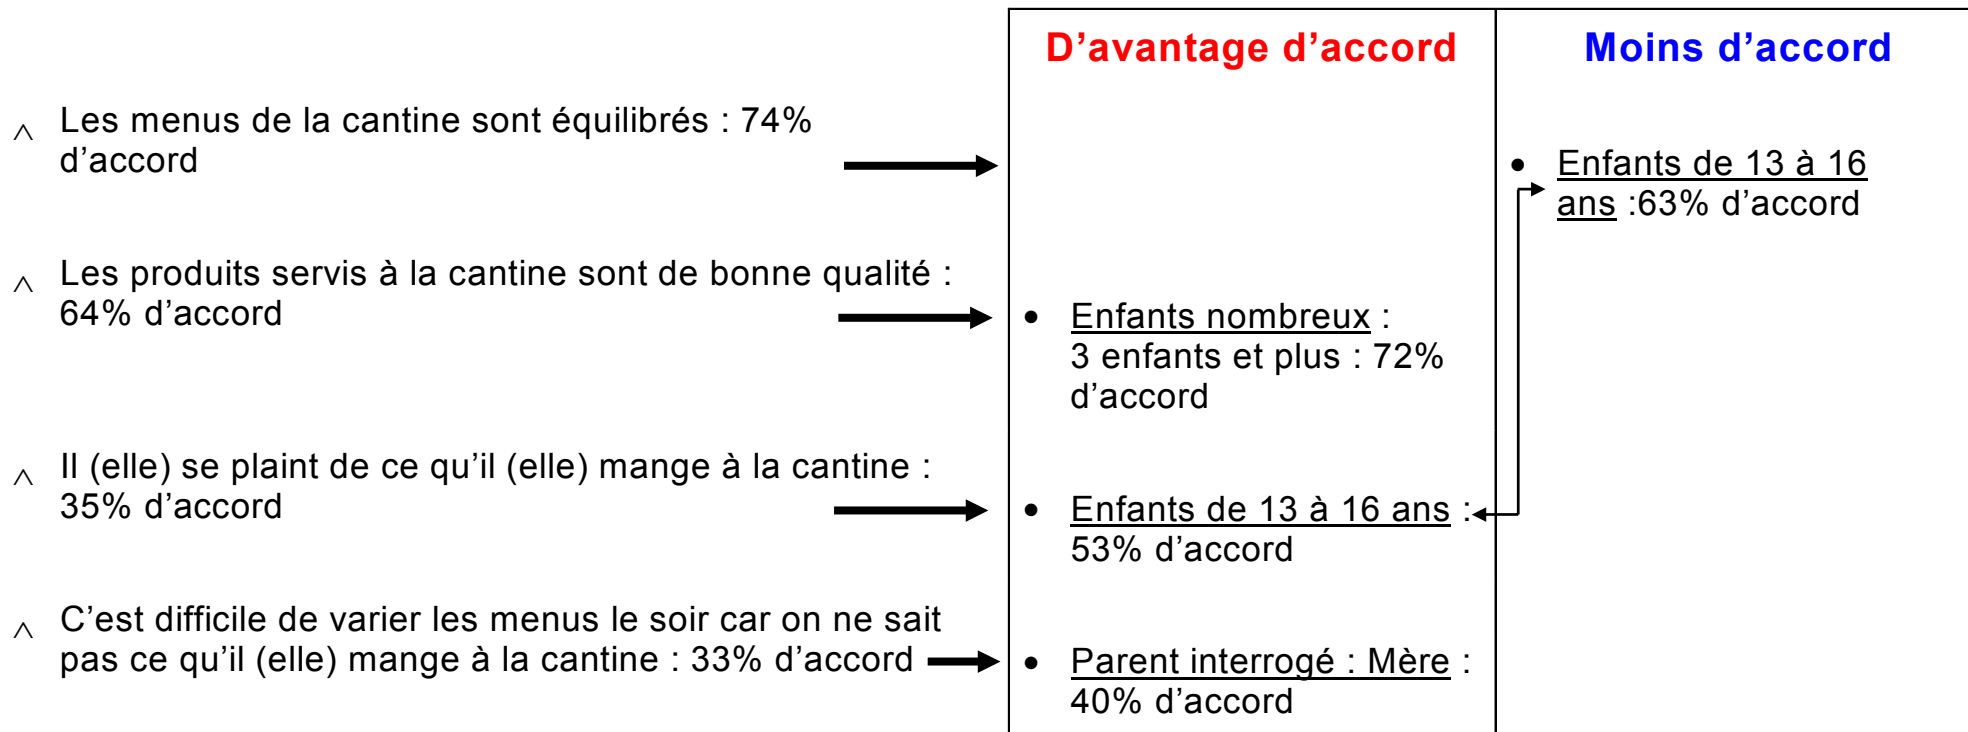 D’avantage d’accord
Moins d’accord
^ Les menus de la cantine sont équilibrés : 74%
d’accord
• Enfants de 13 à 16
ans :63% d’accord
^ Les produits servis à la cantine sont de bonne qualité :
64% d’accord
• Enfants nombreux :
3 enfants et plus : 72%
d’accord
^ Il (elle) se plaint de ce qu’il (elle) mange à la cantine :
35% d’accord
• Enfants de 13 à 16 ans :
53% d’accord
^ C’est difficile de varier les menus le soir car on ne sait
pas ce qu’il (elle) mange à la cantine : 33% d’accord
• Parent interrogé : Mère :
40% d’accord